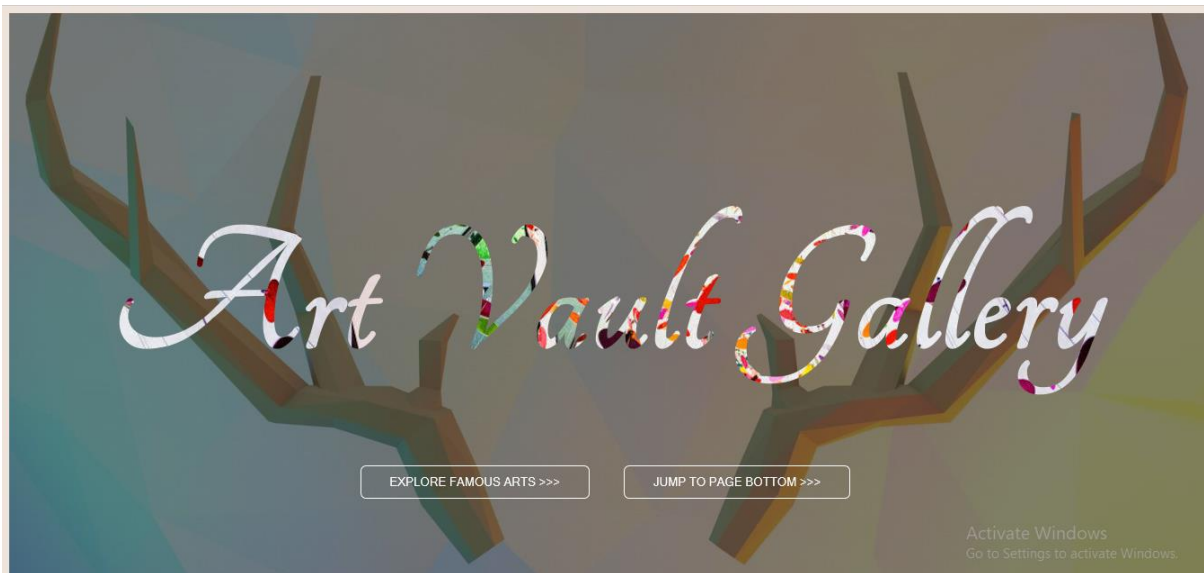 Art Vault Gallery
EXPLORE FAMOUS ARTS >>>
JUMP TO PAGE BOTTOM >>>
Activate Windows
Go to Settings to activate Windows.